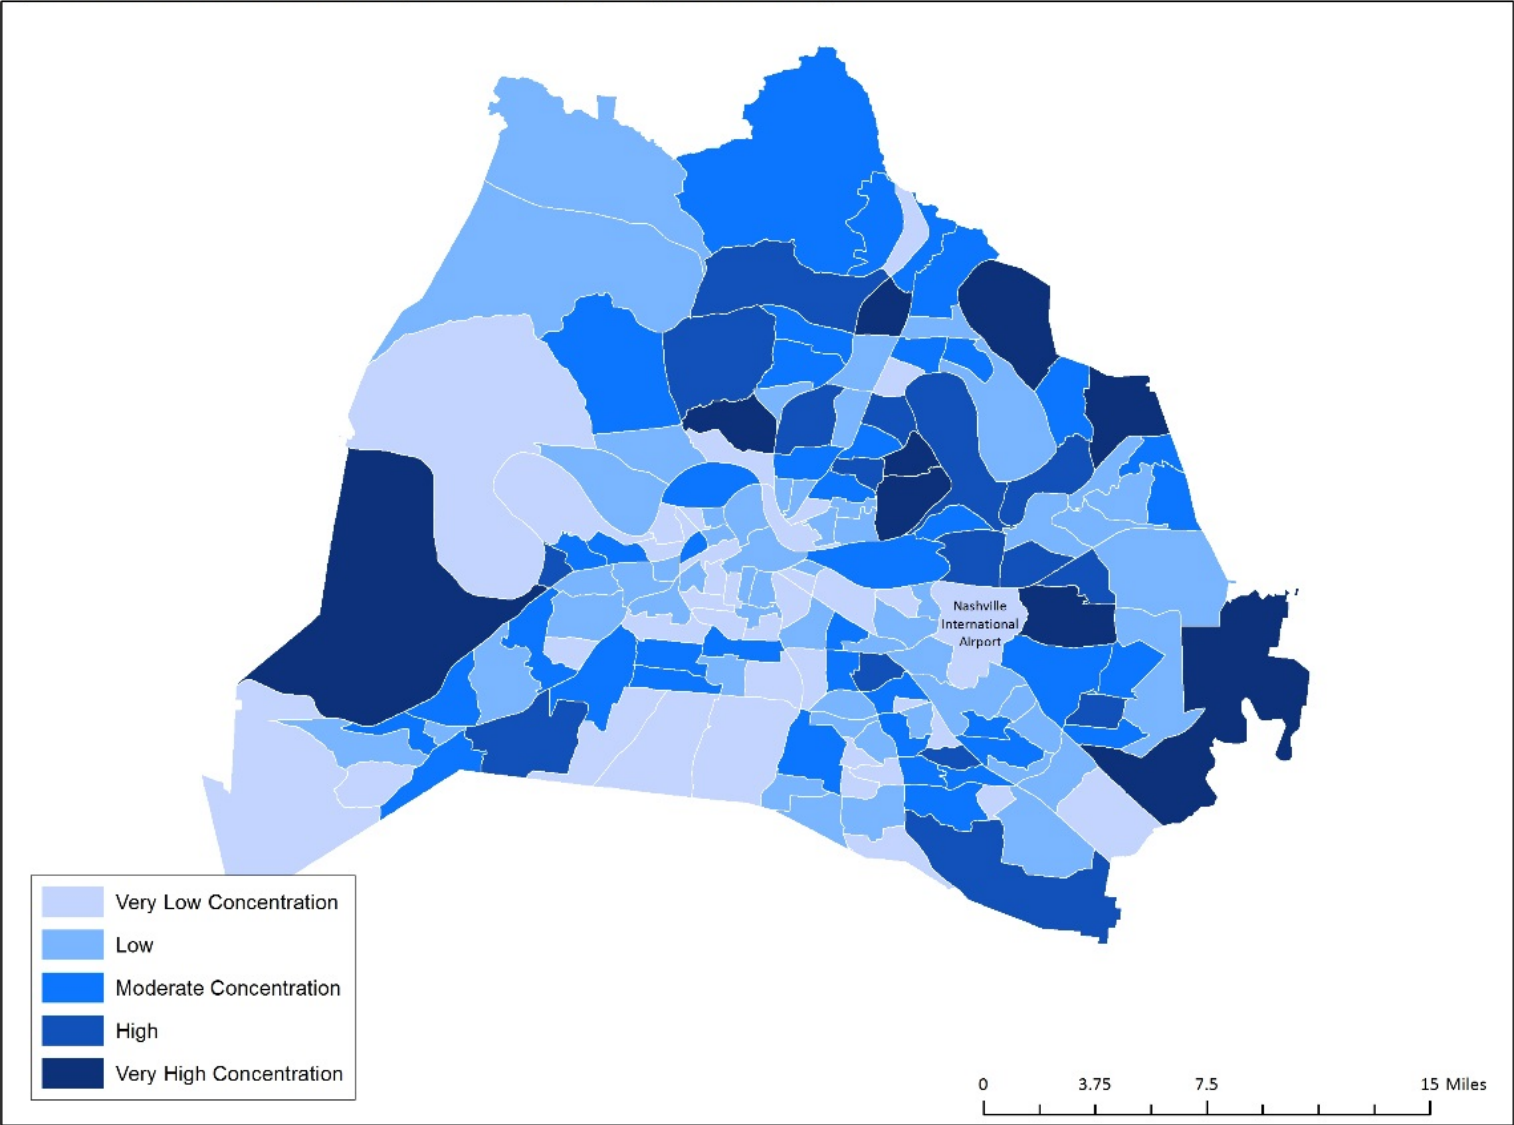 Nashville
International
Airport
Very Low Concentration
Low
Moderate Concentration
High
Very High Concentration
0 3.75 7.5 15 Miles